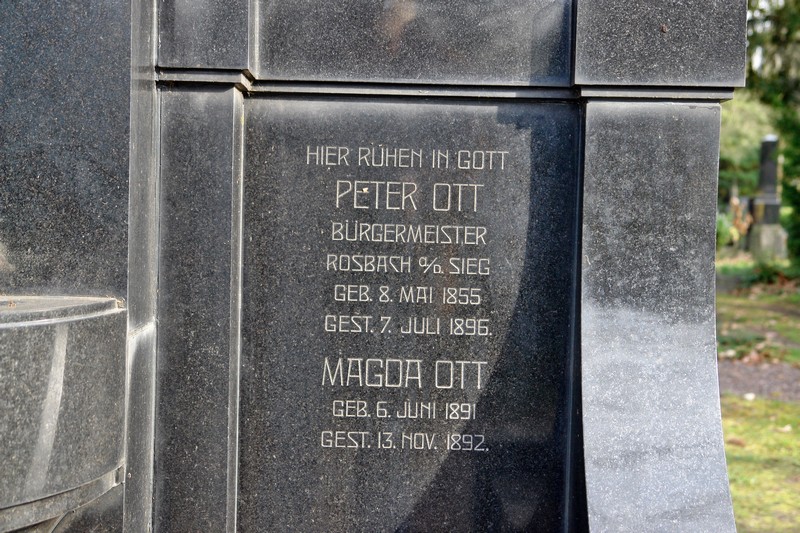 HIER RUHEN IN GOTT
PETER OTT
BÜRGERMEISTER
ROSBACH a/D. SIEG
GEB. 8. MAI 1855
GEST. 7. JULI 1896.
MAGDA OTT
GEB. 6. JUNI 1891
GEST. 13. NOV. 1892.